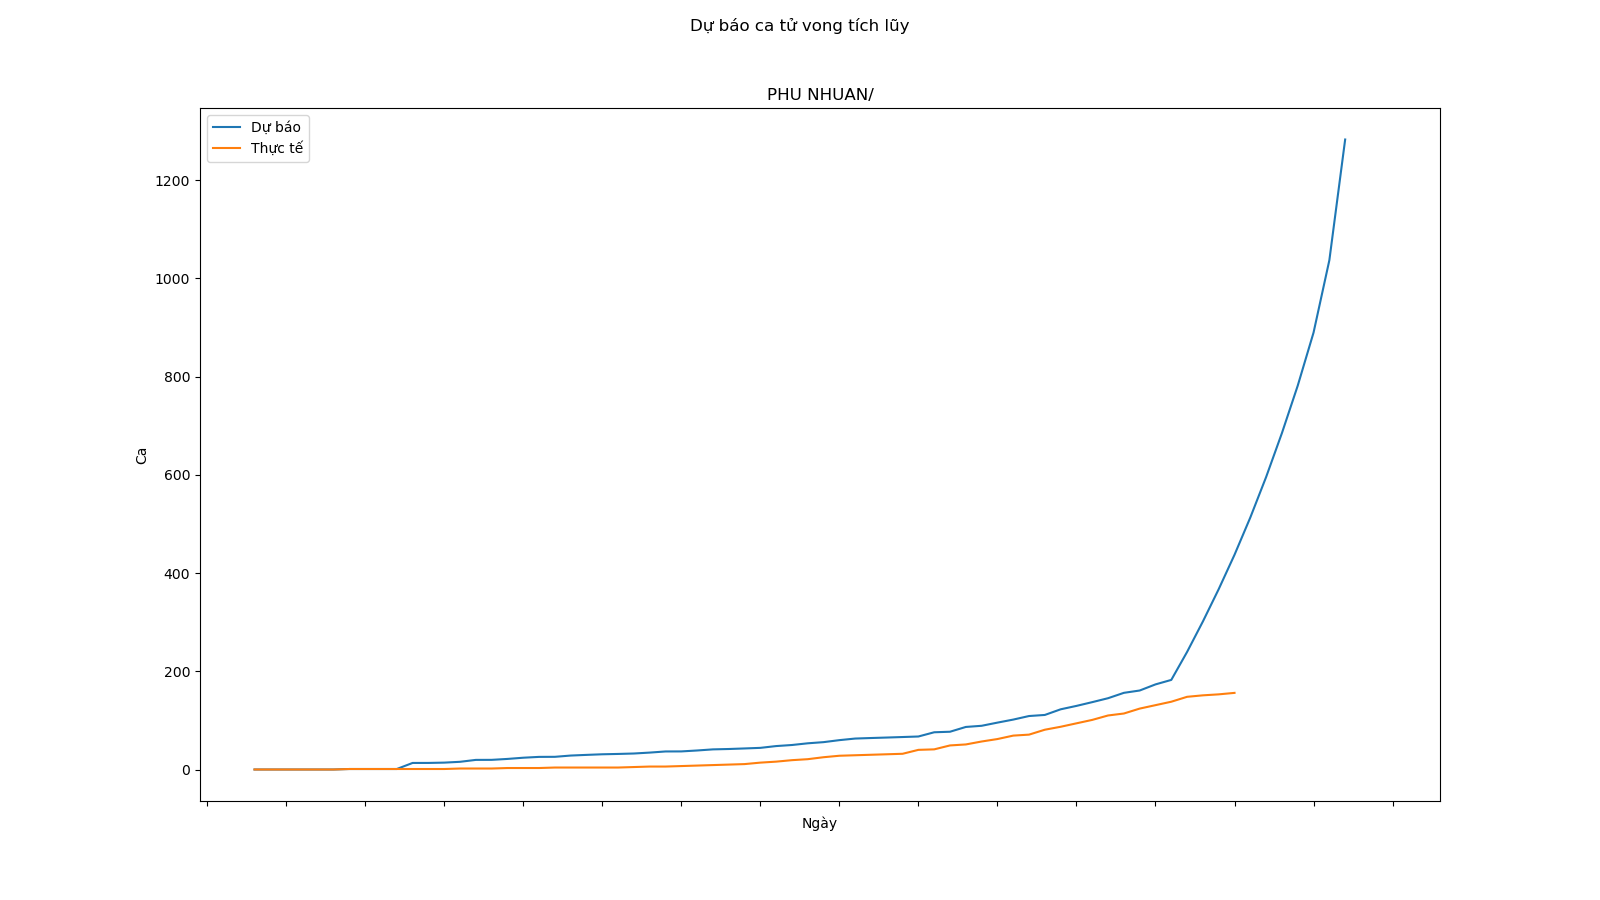 Dự báo ca tử vong tích lũy
PHU NHUAN/
Dự báo
Thực tế
1200
1000
800
600
400
200
0
Ca
Ngày